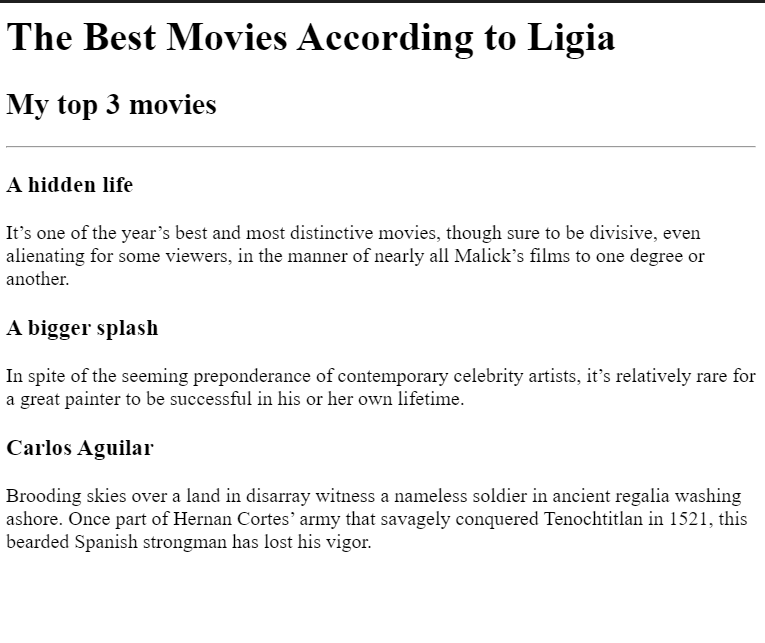 The Best Movies According to Ligia
My top 3 movies
A hidden life
It’s one of the year’s best and most distinctive movies, though sure to be divisive, even
alienating for some viewers, in the manner of nearly all Malick’s films to one degree or
another.
A bigger splash
In spite of the seeming preponderance of contemporary celebrity artists, it’s relatively rare for
a great painter to be successful in his or her own lifetime.
Carlos Aguilar
Brooding skies over a land in disarray witness a nameless soldier in ancient regalia washing
ashore. Once part of Hernan Cortes’ army that savagely conquered Tenochtitlan in 1521, this
bearded Spanish strongman has lost his vigor.